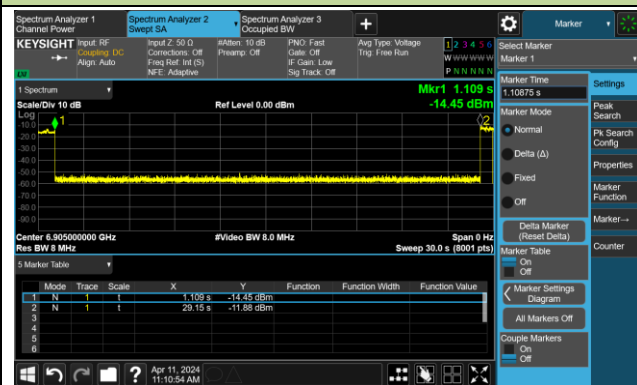 Spectrum Analyzer 1
Channel Power
Spectrum Analyzer 2
Swept SA
Spectrum Analyzer 3
Occupied BW
Marker
KEYSIGHT
Input: RF
Coupling: DC
Align: Auto
Input Z: 50 Ω
Corrections: Off
Freq Ref: Int (S)
NFE: Adaptive
#Atten: 10 dB
Preamp: Off
PNO: Fast
Gate: Off
IF Gain: Low
Sig Track: Off
Avg Type: Voltage
Trig: Free Run
1 2 3 4 5 6
W W W W W W
P N N N N N
Select Marker
Marker 1
1 Spectrum
Mkr1 1.109 s
Scale/Div 10 dB
Ref Level 0.00 dBm
-14.45 dBm
Log
-10.0
-20.0
-30.0
-40.0
-50.0
-60.0
-70.0
-80.0
-90.0
1
2
Center 6.905000000 GHz
#Video BW 8.0 MHz
Span 0 Hz
Res BW 8 MHz
Sweep 30.0 s (8001 pts)
5 Marker Table
Mode Trace Scale X Y Function Function Width Function Value
1 N 1 t 1.109 s -14.45 dBm
2 N 1 t 29.15 s -11.88 dBm
3
4
5
6
Marker Time
1.10875 s
Marker Mode
Normal
Delta (Δ)
Fixed
Off
Delta Marker
(Reset Delta)
Marker Table
On
Off
Marker Settings
Diagram
All Markers Off
Couple Markers
On
Off
Settings
Peak
Search
Pk Search
Config
Properties
Marker
Function
Marker→
Counter
Apr 11, 2024
11:10:54 AM